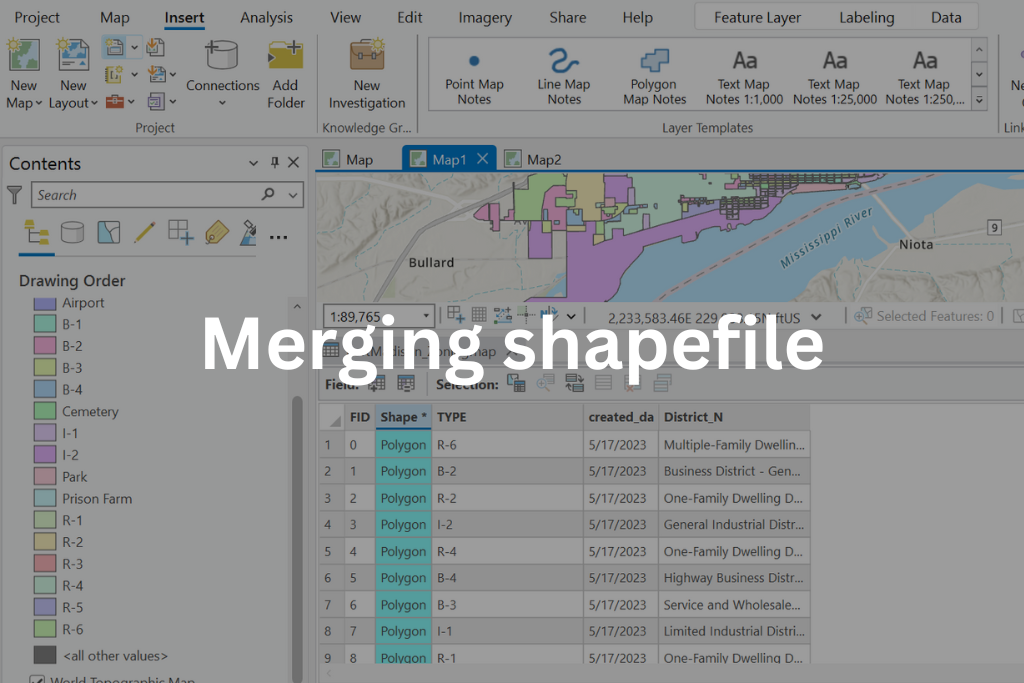 Project Map Insert Analysis View Edit Imagery Share Help Feature Layer Labeling Data
New Map
New Layout
Connections
Add Folder
Project
New Investigation
Knowledge Gr...
Point Map Notes
Line Map Notes
Polygon Map Notes
Text Map Notes 1:1,000
Text Map Notes 1:25,000
Text Map Notes 1:250,...
Layer Templates
Contents
Search
Drawing Order
Airport
B-1
B-2
B-3
B-4
Cemetery
I-1
I-2
Park
Prison Farm
R-1
R-2
R-3
R-4
R-5
R-6
<all other values>
World Topographic Map
Map Map1 Map2
Bullard
Mississippi River
Niota
9
1:89,765
Selected Features: 0
Merging shapefile
Field: Selection:
FID Shape * TYPE created_da District_N
1 0 Polygon R-6 5/17/2023 Multiple-Family Dwellin...
2 1 Polygon B-2 5/17/2023 Business District - Gen...
3 2 Polygon R-2 5/17/2023 One-Family Dwelling D...
4 3 Polygon I-2 5/17/2023 General Industrial Distr...
5 4 Polygon R-4 5/17/2023 One-Family Dwelling D...
6 5 Polygon B-4 5/17/2023 Highway Business Distr...
7 6 Polygon B-3 5/17/2023 Service and Wholesale...
8 7 Polygon I-1 5/17/2023 Limited Industrial Distri...
9 8 Polygon R-1 5/17/2023 One-Family Dwelling D...